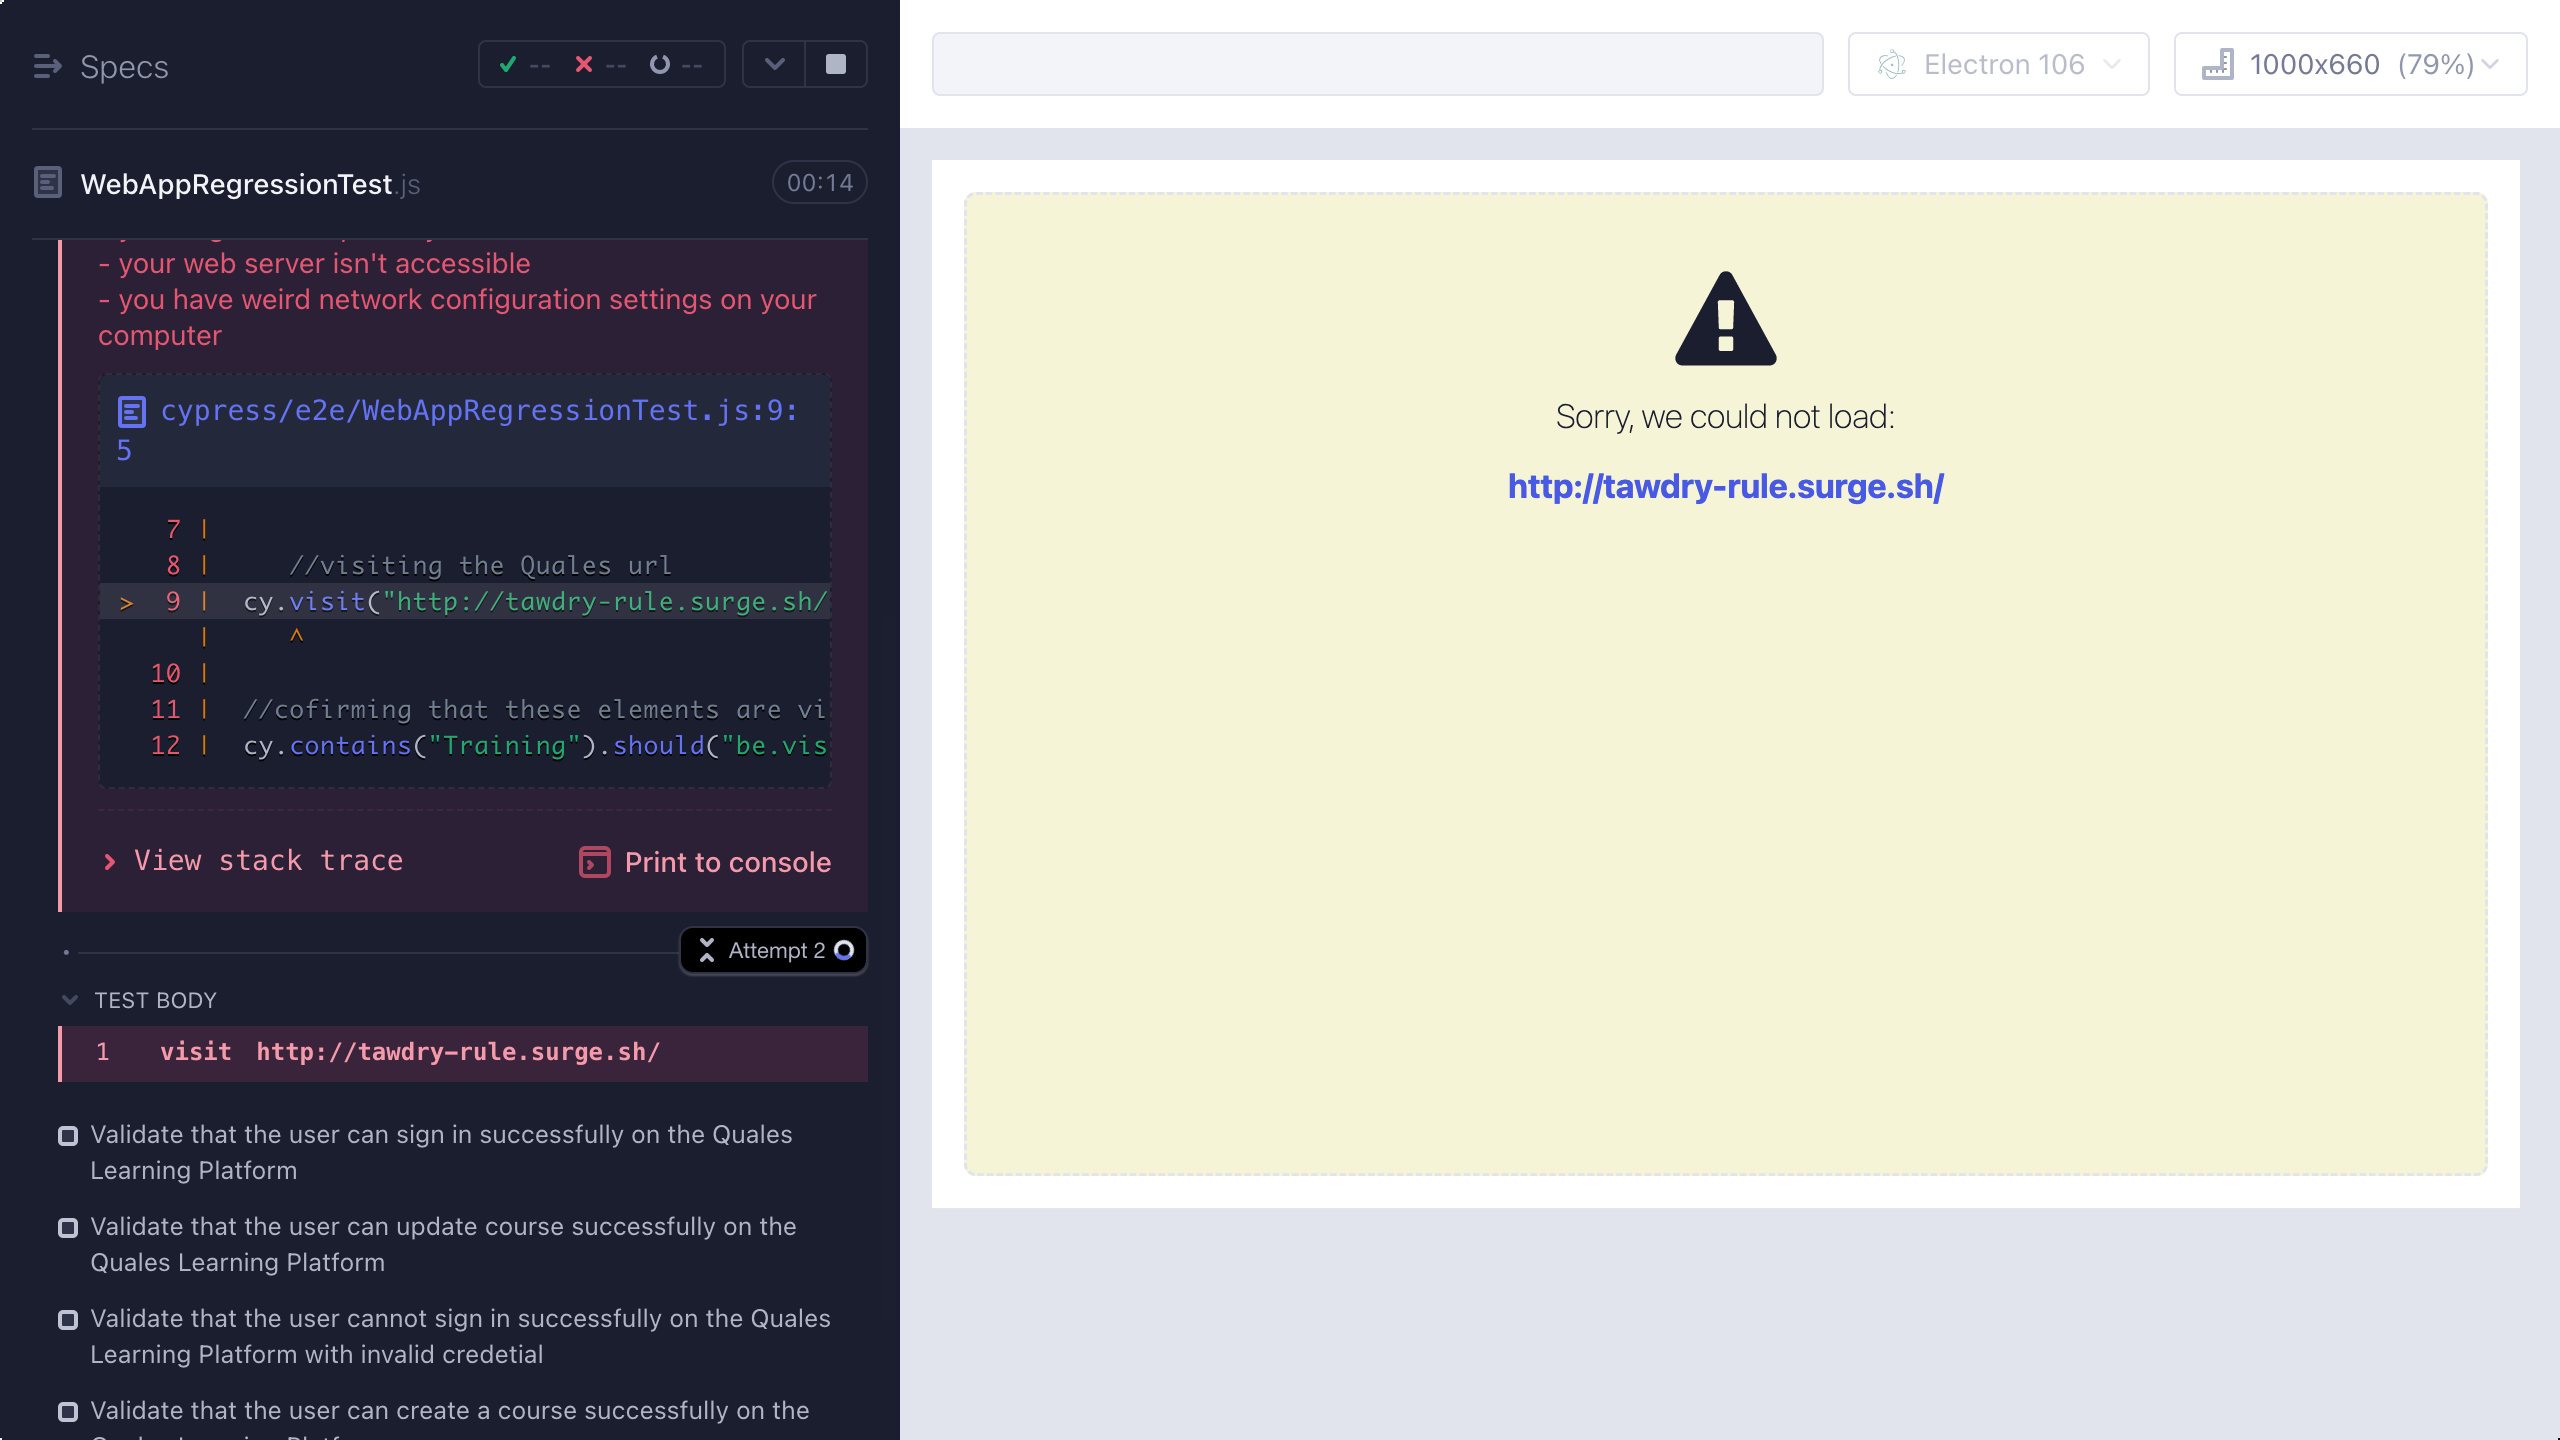 Specs
-- -- --
WebAppRegressionTest.js
00:14
- your web server isn't accessible
- you have weird network configuration settings on your
computer
cypress/e2e/WebAppRegressionTest.js:9:
5
7 |
8 | //visiting the Quales url
> 9 | cy.visit("http://tawdry-rule.surge.sh/
| ^
10 |
11 | //cofirming that these elements are vi
12 | cy.contains("Training").should("be.vis
View stack trace
Print to console
Attempt 2
TEST BODY
1 visit http://tawdry-rule.surge.sh/
Validate that the user can sign in successfully on the Quales
Learning Platform
Validate that the user can update course successfully on the
Quales Learning Platform
Validate that the user cannot sign in successfully on the Quales
Learning Platform with invalid credetial
Validate that the user can create a course successfully on the
Electron 106
1000x660 (79%)
Sorry, we could not load:
http://tawdry-rule.surge.sh/